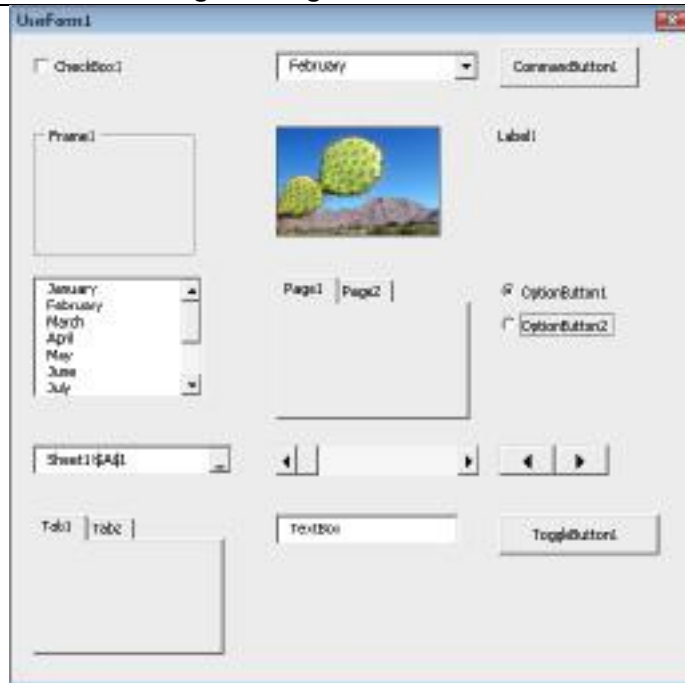 UserForm1
CheckBox1
February
CommandButton1
Frame1
Label1
January
February
March
April
May
June
July
Page1 Page2
OptionButton1
OptionButton2
Sheet1!$A$1
Tab1 Tab2
TextBox
ToggleButton1